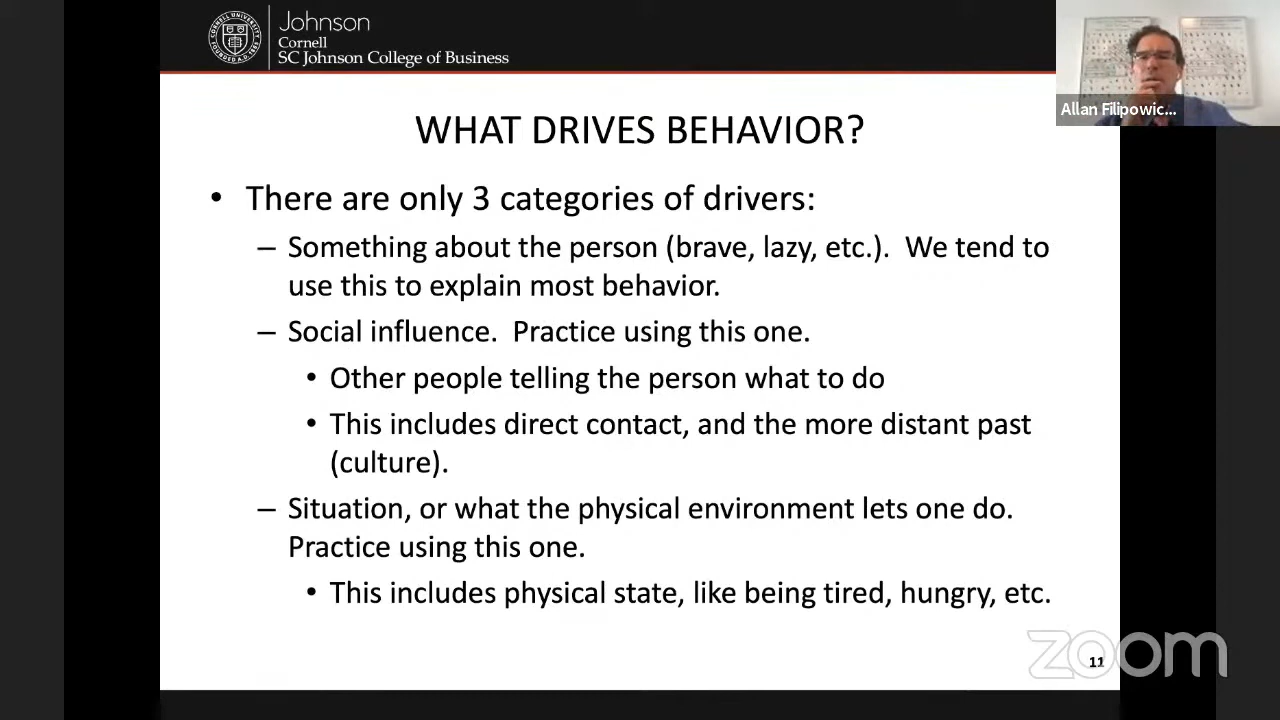 Johnson
Cornell
SC Johnson College of Business
Allan Filipowic...
WHAT DRIVES BEHAVIOR?
• There are only 3 categories of drivers:
– Something about the person (brave, lazy, etc.).  We tend to
use this to explain most behavior.
– Social influence.  Practice using this one.
• Other people telling the person what to do
• This includes direct contact, and the more distant past
(culture).
– Situation, or what the physical environment lets one do.
Practice using this one.
• This includes physical state, like being tired, hungry, etc.
11
zoom